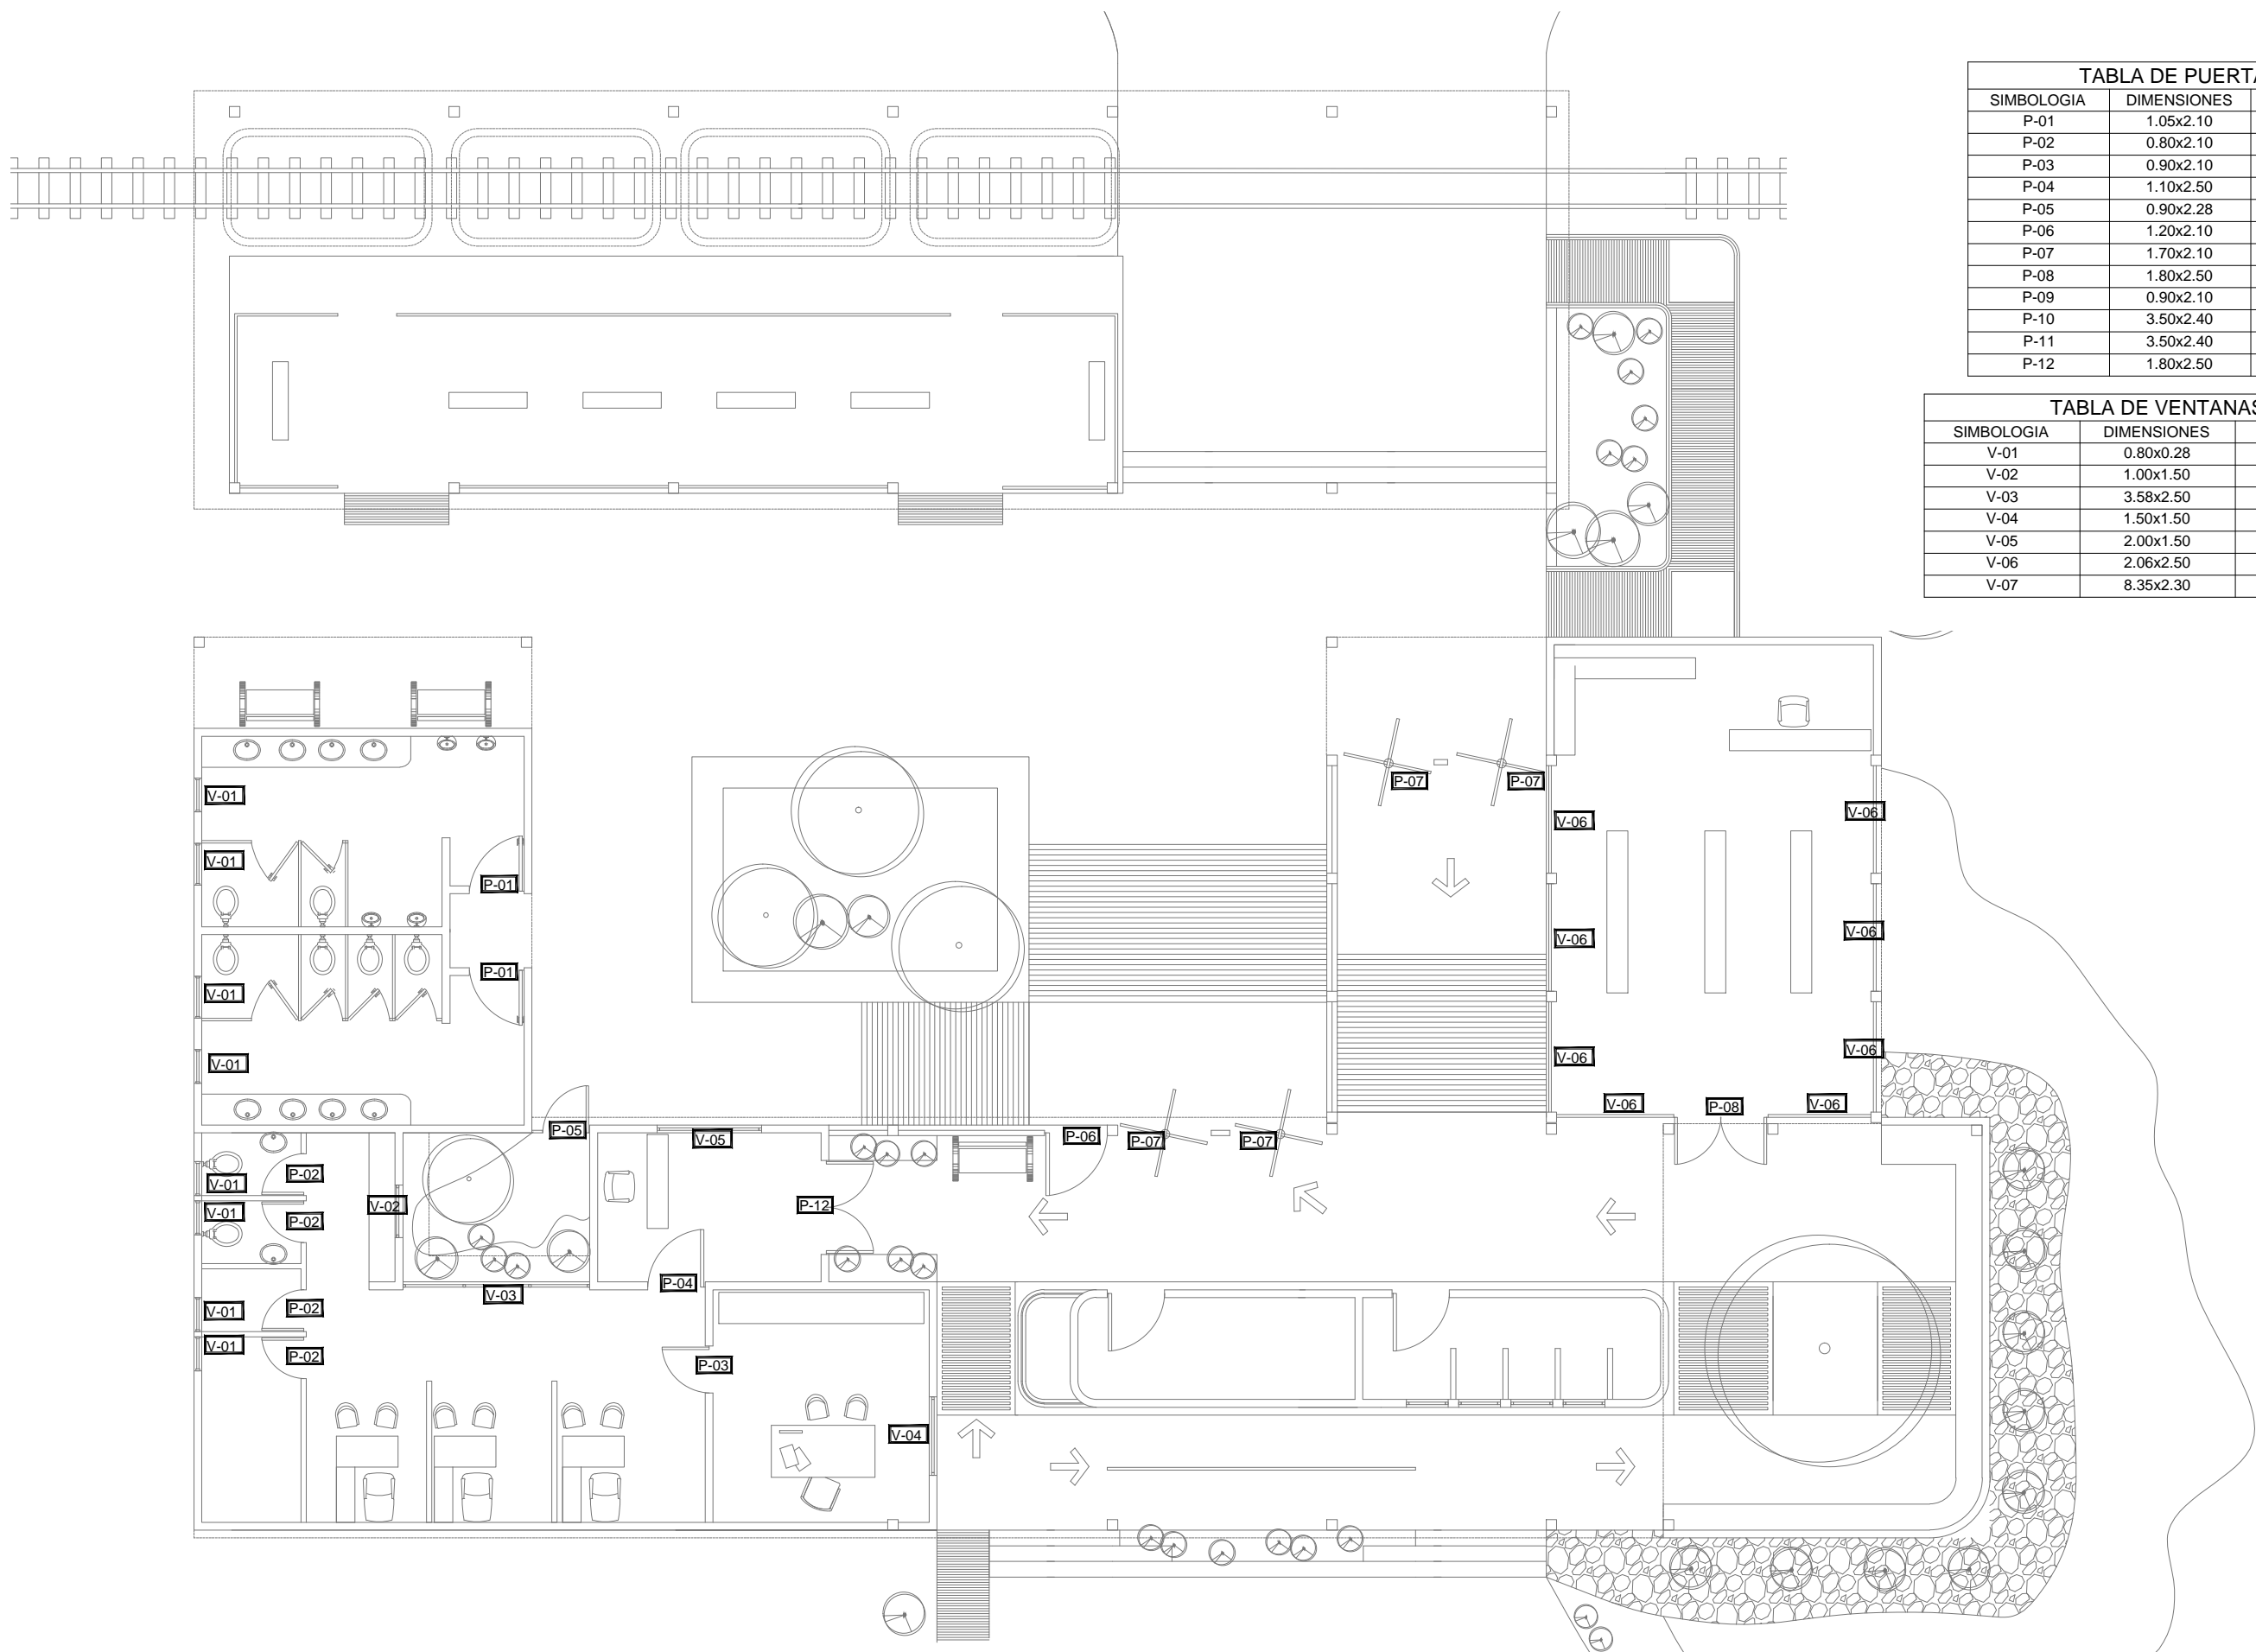 TABLA DE PUERTA
SIMBOLOGIA DIMENSIONES
P-01 1.05x2.10
P-02 0.80x2.10
P-03 0.90x2.10
P-04 1.10x2.50
P-05 0.90x2.28
P-06 1.20x2.10
P-07 1.70x2.10
P-08 1.80x2.50
P-09 0.90x2.10
P-10 3.50x2.40
P-11 3.50x2.40
P-12 1.80x2.50
TABLA DE VENTANAS
SIMBOLOGIA DIMENSIONES
V-01 0.80x0.28
V-02 1.00x1.50
V-03 3.58x2.50
V-04 1.50x1.50
V-05 2.00x1.50
V-06 2.06x2.50
V-07 8.35x2.30
P-07 P-07
V-01
V-06 V-06
V-01
P-01
V-06 V-06
P-01
V-01
V-06 V-06
V-01
V-06 P-08 V-06
P-05 V-05 P-06 P-07 P-07
P-02
V-01
V-02 P-12
V-01
P-02
P-04
V-03
P-02
V-01
V-01
P-02
P-03
V-04